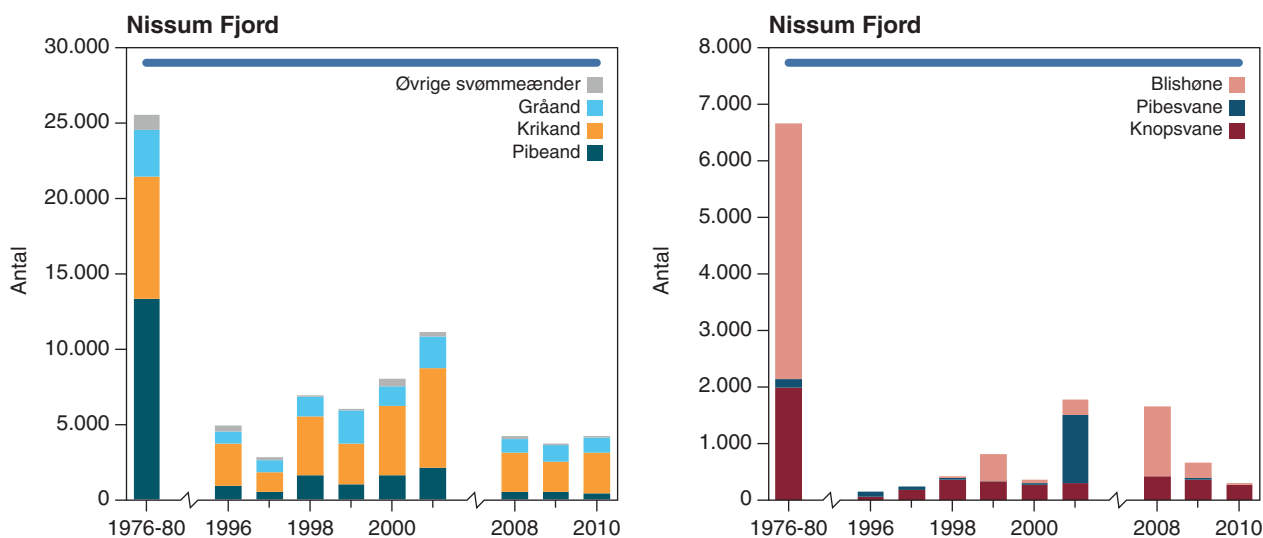 Nissum Fjord
30.000
25.000
20.000
15.000
10.000
5.000
0
Antal
Øvrige svømmeænder
Gråand
Krikand
Pibeand
1976-80
1996
1998
2000
2008
2010
Nissum Fjord
8.000
7.000
6.000
5.000
4.000
3.000
2.000
1.000
0
Antal
Blishøne
Pibesvane
Knopsvane
1976-80
1996
1998
2000
2008
2010